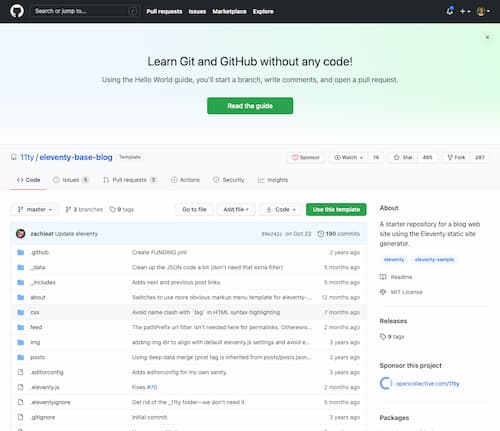 Search or jump to... /
Pull requests Issues Marketplace Explore
Learn Git and GitHub without any code!
Using the Hello World guide, you'll start a branch, write comments, and open a pull request.
Read the guide
11ty / eleventy-base-blog Template
Sponsor Watch 14 Star 485 Fork 287
Code Issues 6 Pull requests 3 Actions Security Insights
master 3 branches 9 tags Go to file Add file Code Use this template
zachleat Update eleventy on Oct 22 190 commits
.github Create FUNDING.yml 2 years ago
_data Clean up the JSON code a bit (don't need that extra filter) 5 months ago
_includes Adds next and previous post links. 5 months ago
about Switches to use more obvious markup menu template for eleventy-... 12 months ago
css Avoid name clash with `tag` in HTML syntax highlighting 7 months ago
feed The pathPrefix url filter isn't needed here for permalinks. Otherewis... 2 months ago
img adding img dir to align with default eleventy.js settings and avoid e... 3 years ago
posts Using deep data merge (post tag is inherited from posts/posts.json... 2 years ago
.editorconfig Adds editorconfig for my own sanity. 3 years ago
.eleventy.js Fixes #70 2 months ago
.eleventyignore Get rid of the _11ty folder—we don't need it. 5 months ago
.gitignore Initial commit. 3 years ago
About
A starter repository for a blog web
site using the Eleventy static site
generator.
eleventy eleventy-sample
Readme
MIT License
Releases
9 tags
Sponsor this project
opencollective.com/11ty
Packages